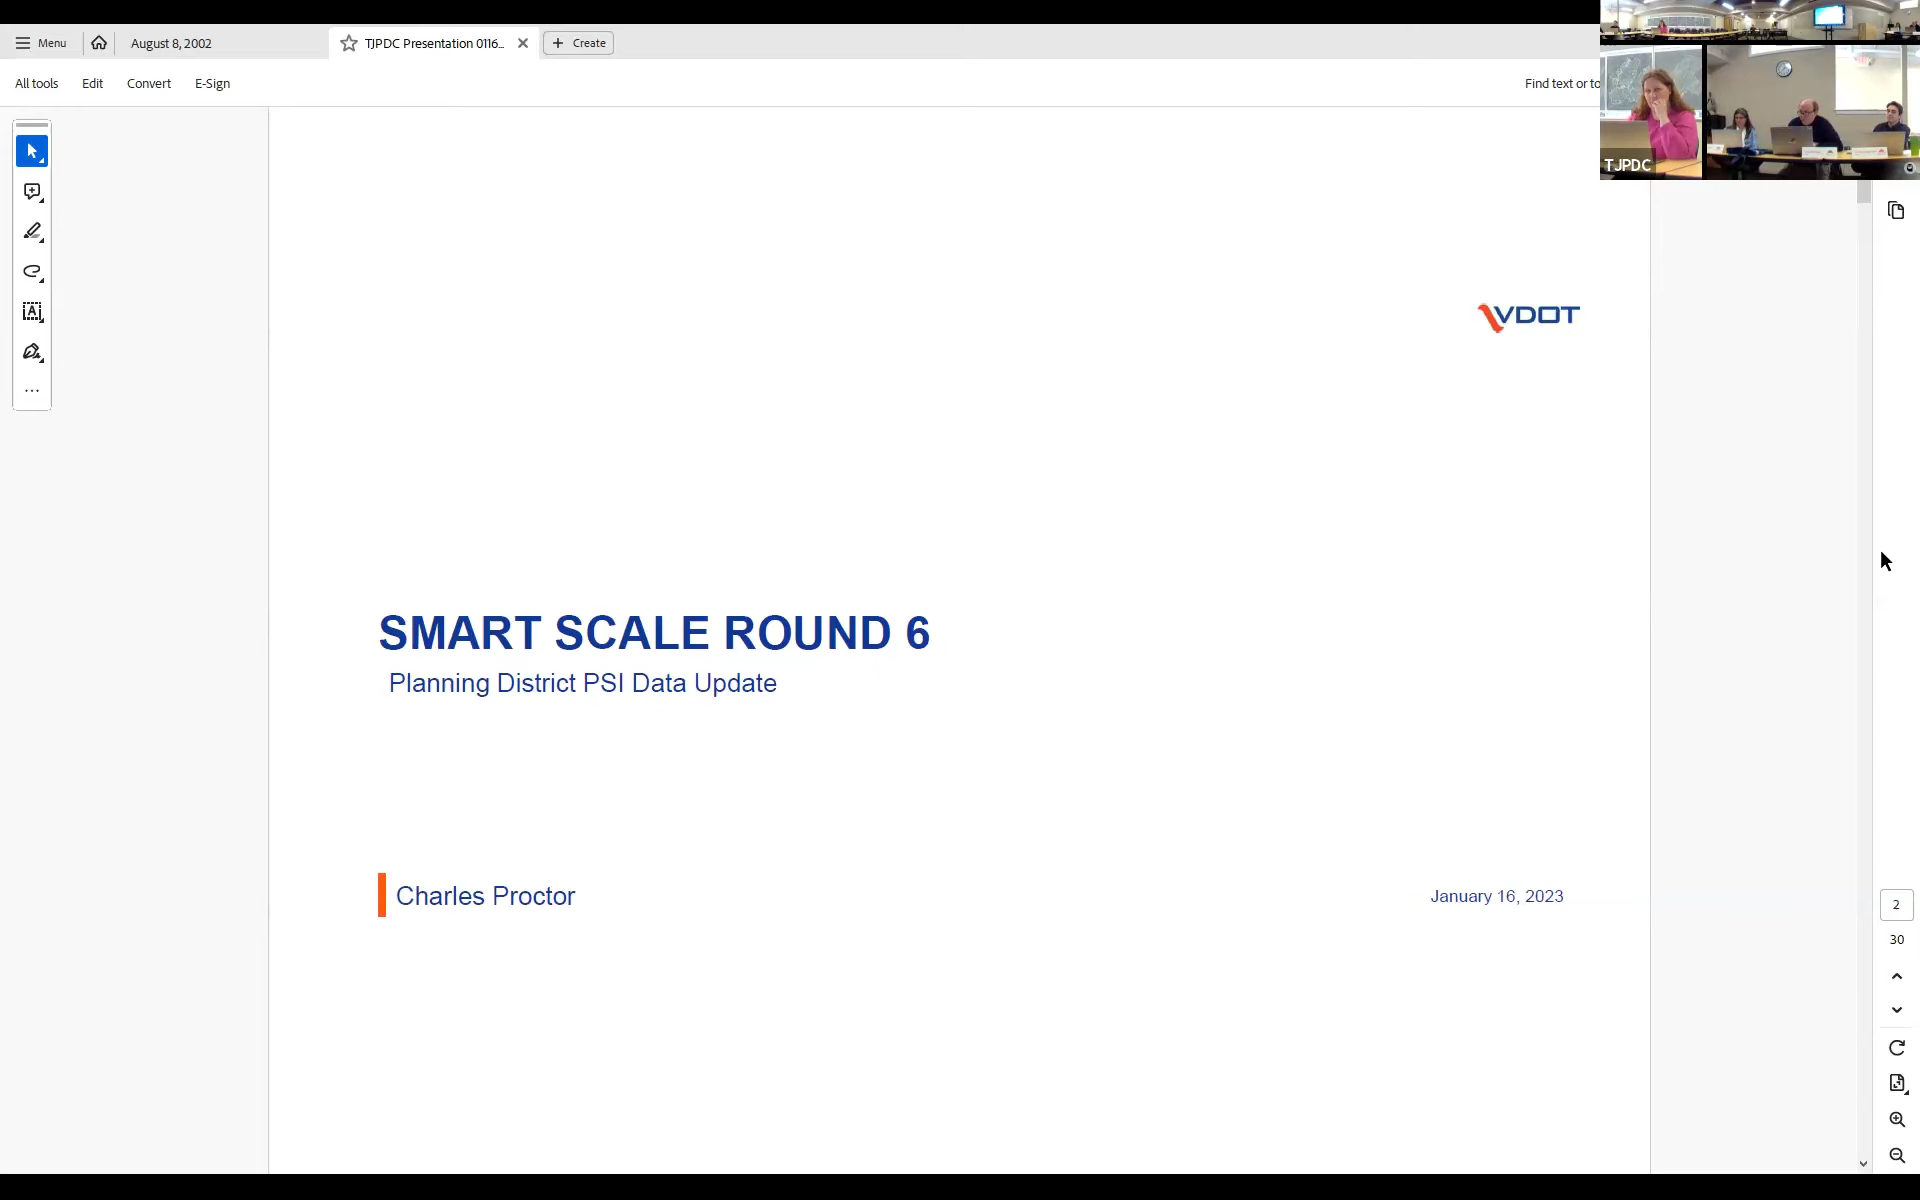 Menu
August 8, 2002
TJPDC Presentation 0116...
Create
All tools
Edit
Convert
E-Sign
Find text or to
TJPDC
VDOT
SMART SCALE ROUND 6
Planning District PSI Data Update
Charles Proctor
January 16, 2023
2
30